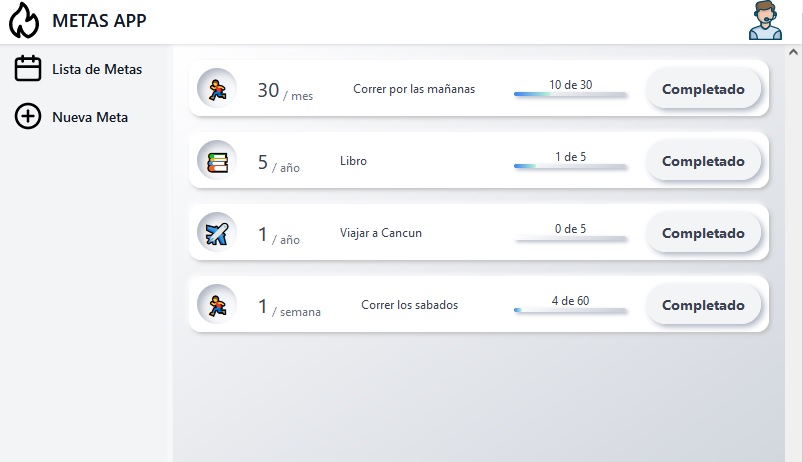 METAS APP
Lista de Metas
Nueva Meta
30 / mes Correr por las mañanas 10 de 30 Completado
5 / año Libro 1 de 5 Completado
1 / año Viajar a Cancun 0 de 5 Completado
1 / semana Correr los sabados 4 de 60 Completado